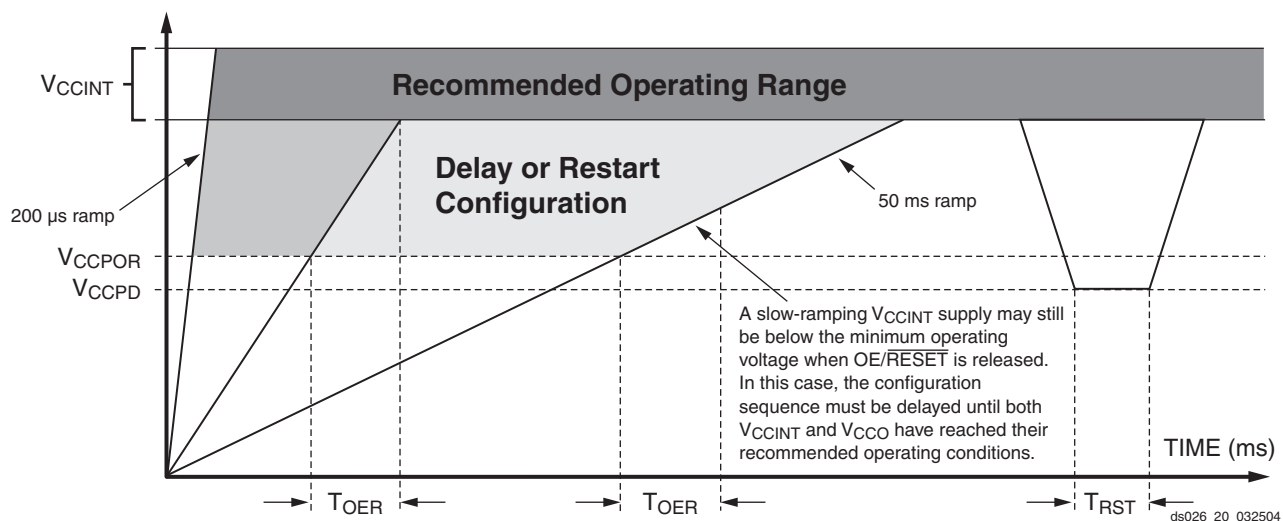 VCCINT
Recommended Operating Range
Delay or Restart
Configuration
200 µs ramp
50 ms ramp
VCCPOR
VCCPD
A slow-ramping VCCINT supply may still
be below the minimum operating
voltage when OE/RESET is released.
In this case, the configuration
sequence must be delayed until both
VCCINT and VCCO have reached their
recommended operating conditions.
TIME (ms)
TOER
TOER
TRST
ds026_20_032504